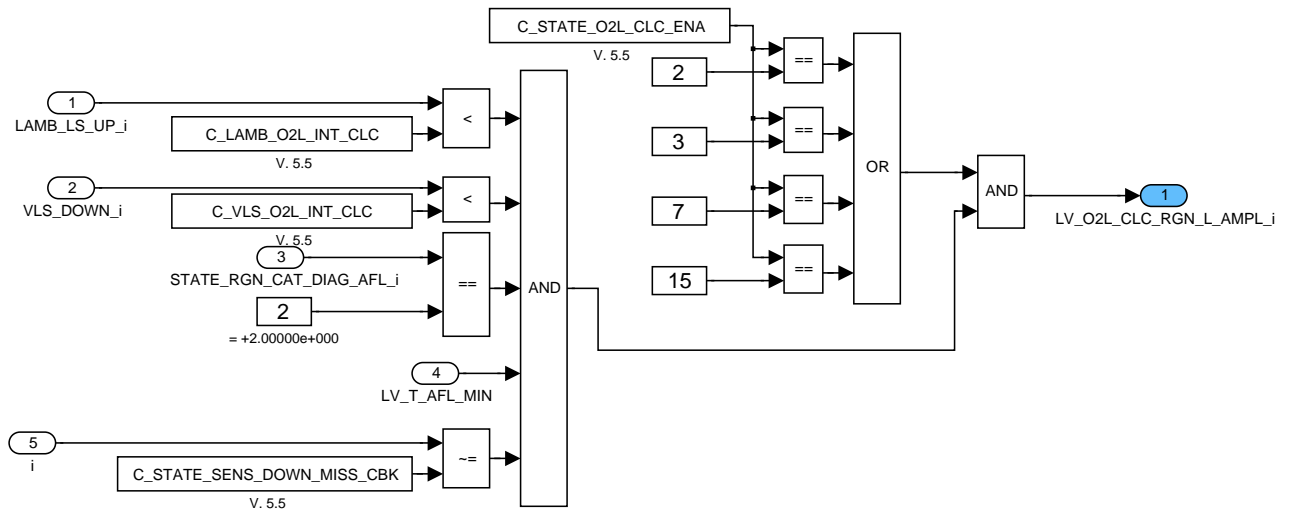 C_STATE_O2L_CLC_ENA
V. 5.5
2
==
1
LAMB_LS_UP_i
<
C_LAMB_O2L_INT_CLC
V. 5.5
3
==
OR
2
VLS_DOWN_i
<
C_VLS_O2L_INT_CLC
V. 5.5
7
==
AND
1
LV_O2L_CLC_RGN_L_AMPL_i
3
STATE_RGN_CAT_DIAG_AFL_i
==
AND
15
==
2
= +2.00000e+000
4
LV_T_AFL_MIN
5
i
~=
C_STATE_SENS_DOWN_MISS_CBK
V. 5.5